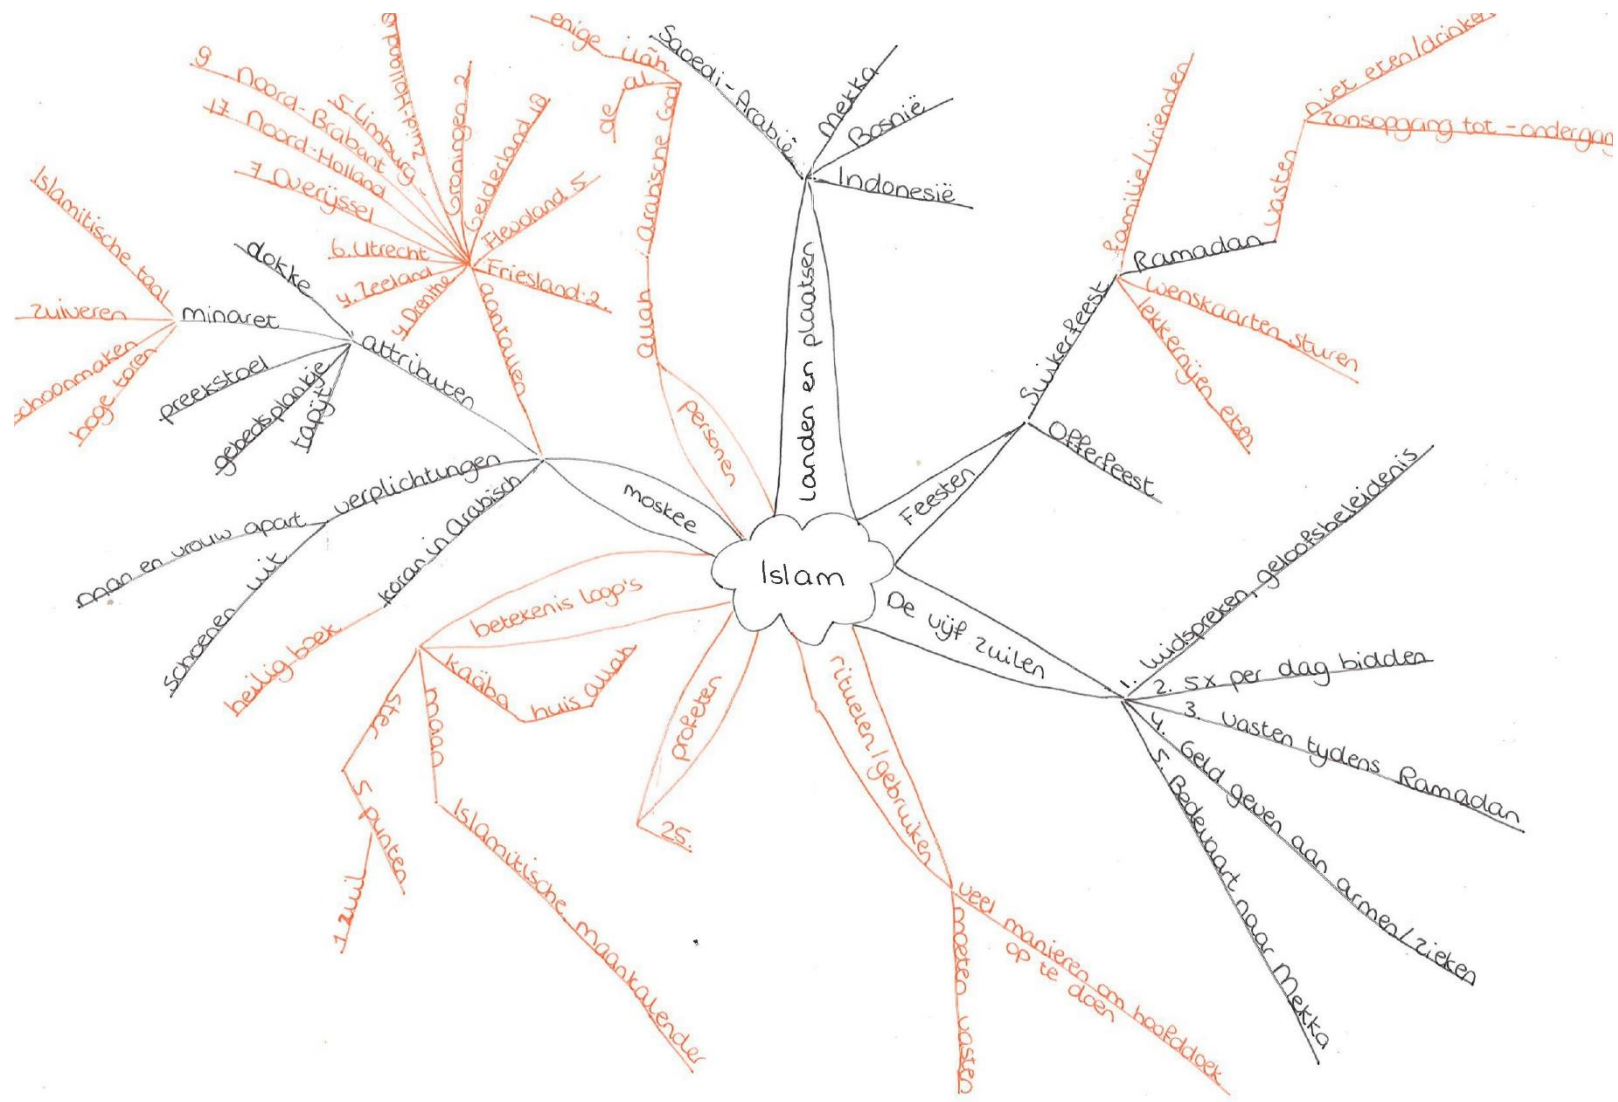 Islam
landen en plaatsen
Saoedi-Arabië
Mekka
Bosnië
Indonesië
Feesten
Suikerfeest
familie/vrienden
Ramadan
vasten
niet eten/drinken
zonsopgang tot -ondergang
wenskaarten sturen
lekkernijen eten
Offerfeest
De vijf zuilen
1. luidspreken, geloofsbeleidenis
2. 5x per dag bidden
3. vasten tydens Ramadan
4. Geld geven aan armen/zieken
5. Bedevaart naar Mekka
rituelen/gebruiken
veel manieren om hoofddoek
op te doen
moeten vasten
profeten
25.
betekenis logo's
kaäba
huis allah
maan
Islamitische maankalender
ster
5 punten
1 zuil
moskee
koran in Arabisch
heilig boek
verplichtingen
man en vrouw apart
schoenen uit
attributen
dokke
minaret
Islamitische taal
zuiveren
schoonmaken
hoge toren
preekstoel
gebedsplankje
tapijt
aantallen
4. Drenthe
4. Zeeland
6. Utrecht
7. Overijssel
17. Noord-Holland
9 Noord-Brabant
5. Limburg
Zuid-Holland
Groningen 2
Gelderland
Flevoland 5
Friesland: 2.
personen
allah
arabische God
al
de
ilāh
enige